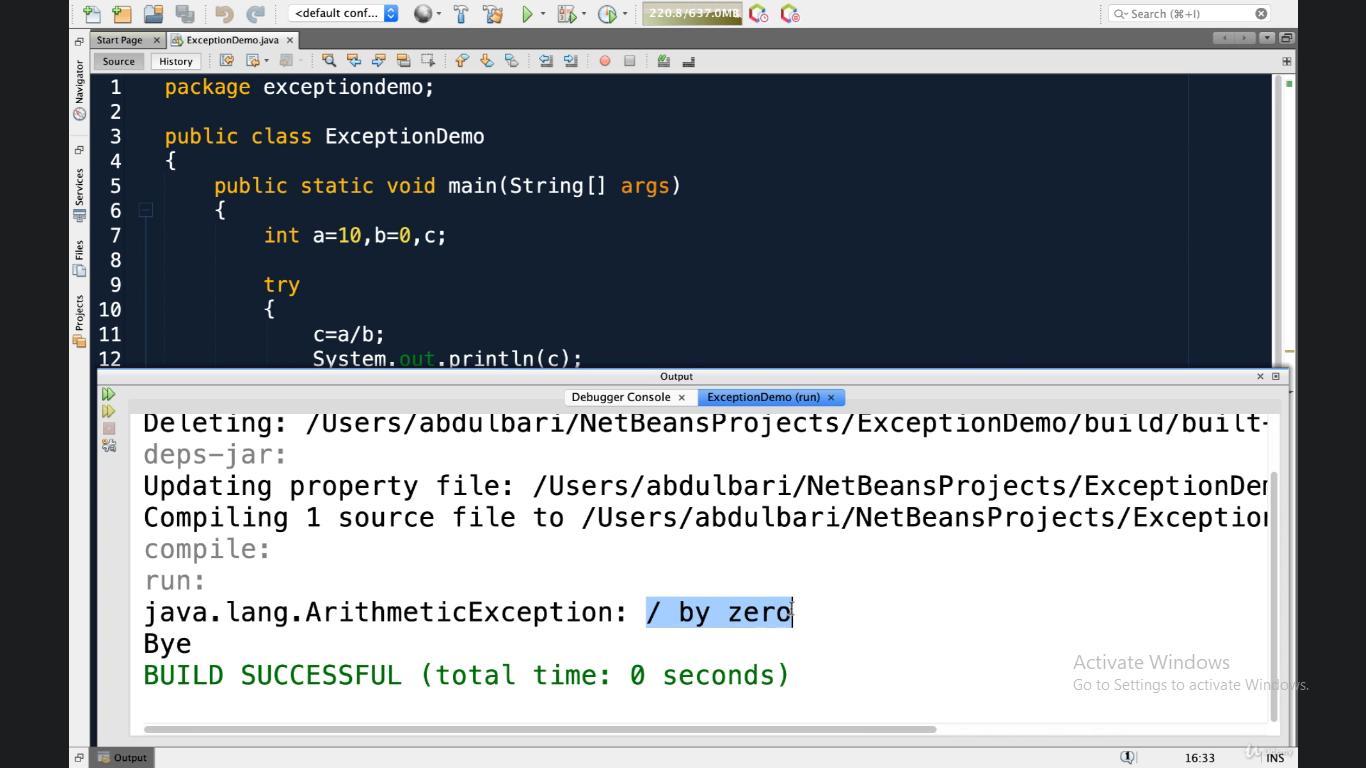 <default conf...
220.8/637.0MB
Search (⌘+I)
Start Page
ExceptionDemo.java
Source
History
Navigator
Services
Files
Projects
1 package exceptiondemo;
2
3 public class ExceptionDemo
4 {
5 public static void main(String[] args)
6 {
7 int a=10,b=0,c;
8
9 try
10 {
11 c=a/b;
12 System.out.println(c);
Output
Debugger Console
ExceptionDemo (run)
Deleting: /Users/abdulbari/NetBeansProjects/ExceptionDemo/build/built-
deps-jar:
Updating property file: /Users/abdulbari/NetBeansProjects/ExceptionDem
Compiling 1 source file to /Users/abdulbari/NetBeansProjects/Exception
compile:
run:
java.lang.ArithmeticException: / by zero
Bye
BUILD SUCCESSFUL (total time: 0 seconds)
Activate Windows
Go to Settings to activate Windows.
Output
1
16:33
INS